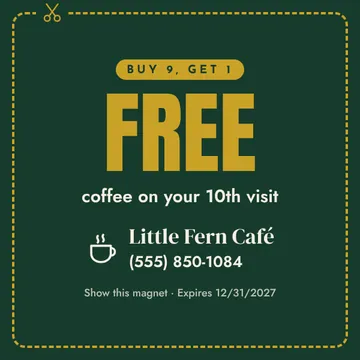 BUY 9, GET 1
FREE
coffee on your 10th visit
Little Fern Café
(555) 850-1084
Show this magnet · Expires 12/31/2027